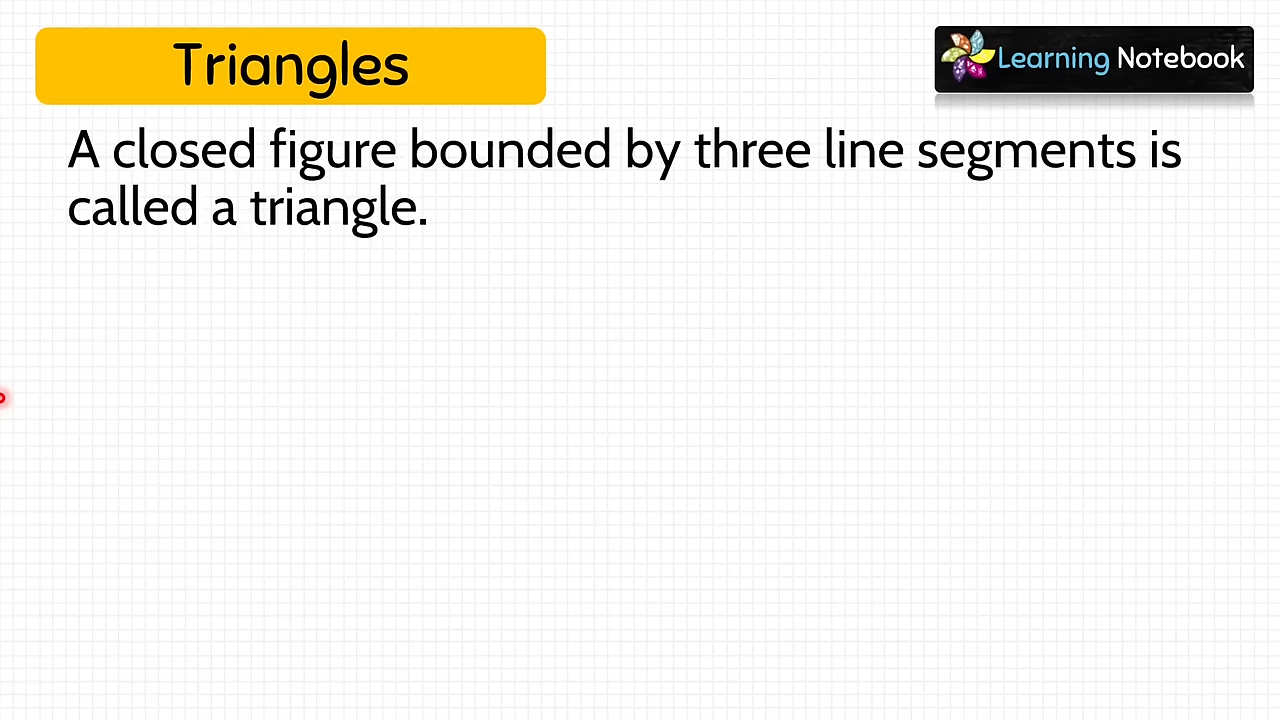 Triangles
Learning Notebook
A closed figure bounded by three line segments is
called a triangle.